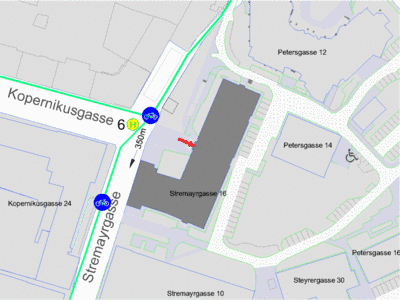 Petersgasse 12
Kopernikusgasse
6 H
350m
Petersgasse 14
Kopernikusgasse 24
Stremayrgasse 16
Stremayrgasse
Petersgasse 16
Steyrergasse 30
Stremayrgasse 10